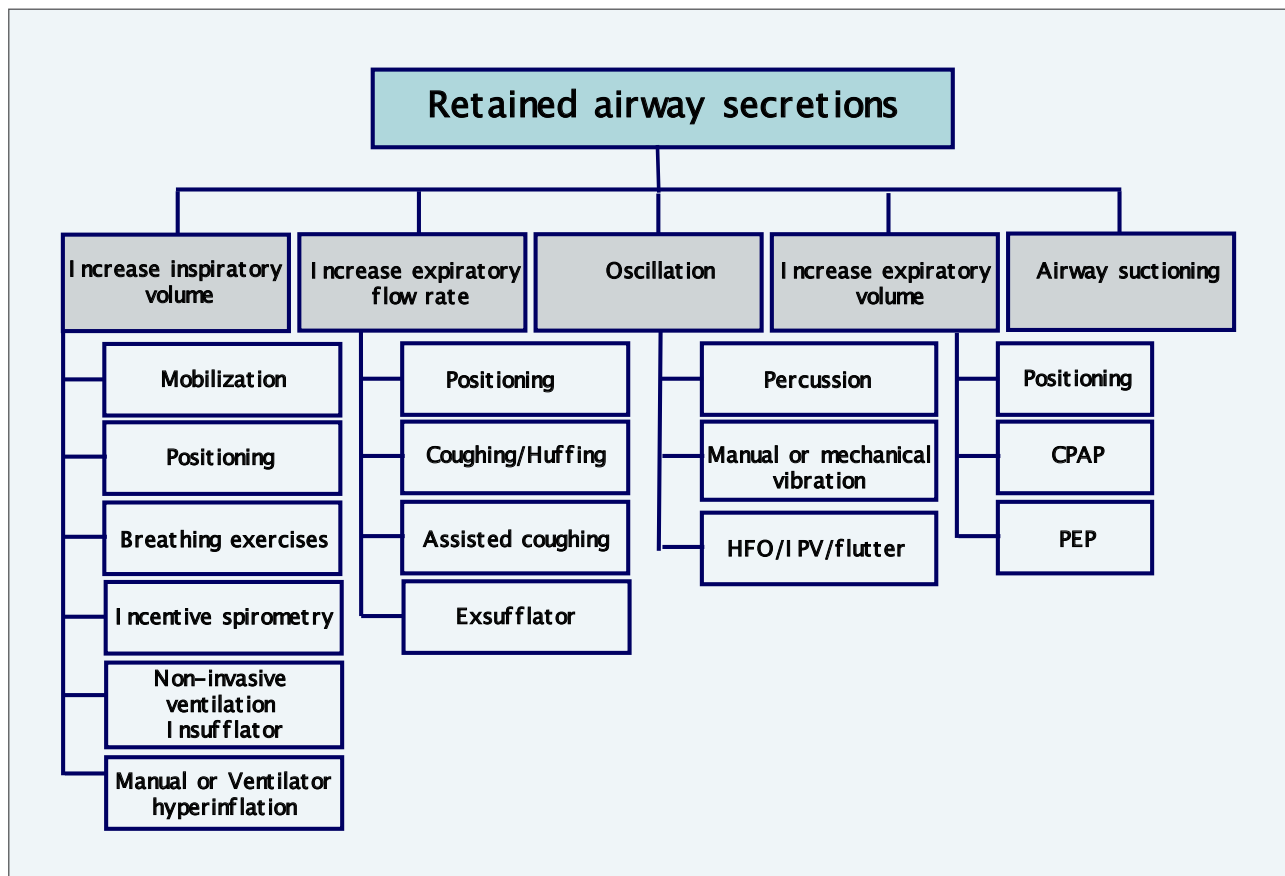 Retained airway secretions
Increase inspiratory
volume
Increase expiratory
flow rate
Oscillation
Increase expiratory
volume
Airway suctioning
Mobilization
Positioning
Breathing exercises
Incentive spirometry
Non-invasive
ventilation
Insufflator
Manual or Ventilator
hyperinflation
Positioning
Coughing/Huffing
Assisted coughing
Exsufflator
Percussion
Manual or mechanical
vibration
HFO/IPV/flutter
Positioning
CPAP
PEP